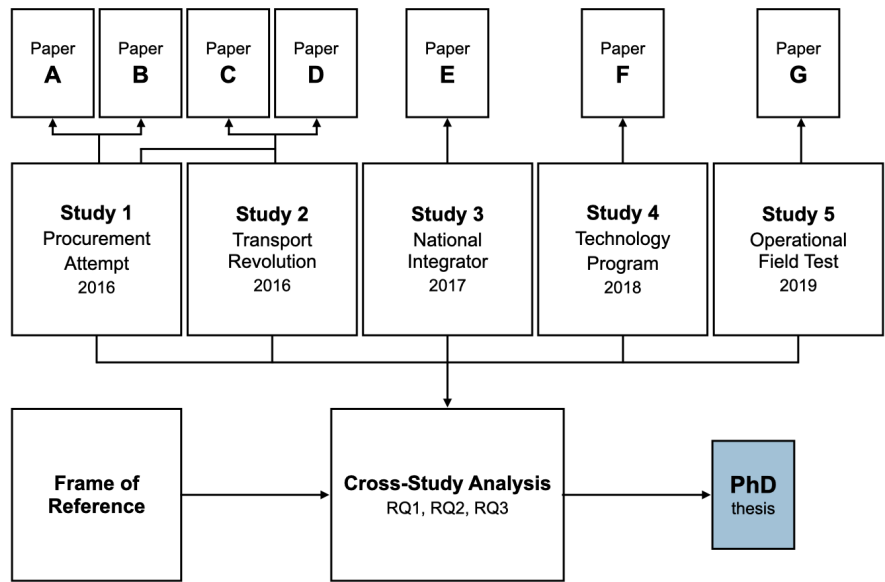 Paper
A
Paper
B
Paper
C
Paper
D
Paper
E
Paper
F
Paper
G
Study 1
Procurement
Attempt
2016
Study 2
Transport
Revolution
2016
Study 3
National
Integrator
2017
Study 4
Technology
Program
2018
Study 5
Operational
Field Test
2019
Frame of
Reference
Cross-Study Analysis
RQ1, RQ2, RQ3
PhD
thesis